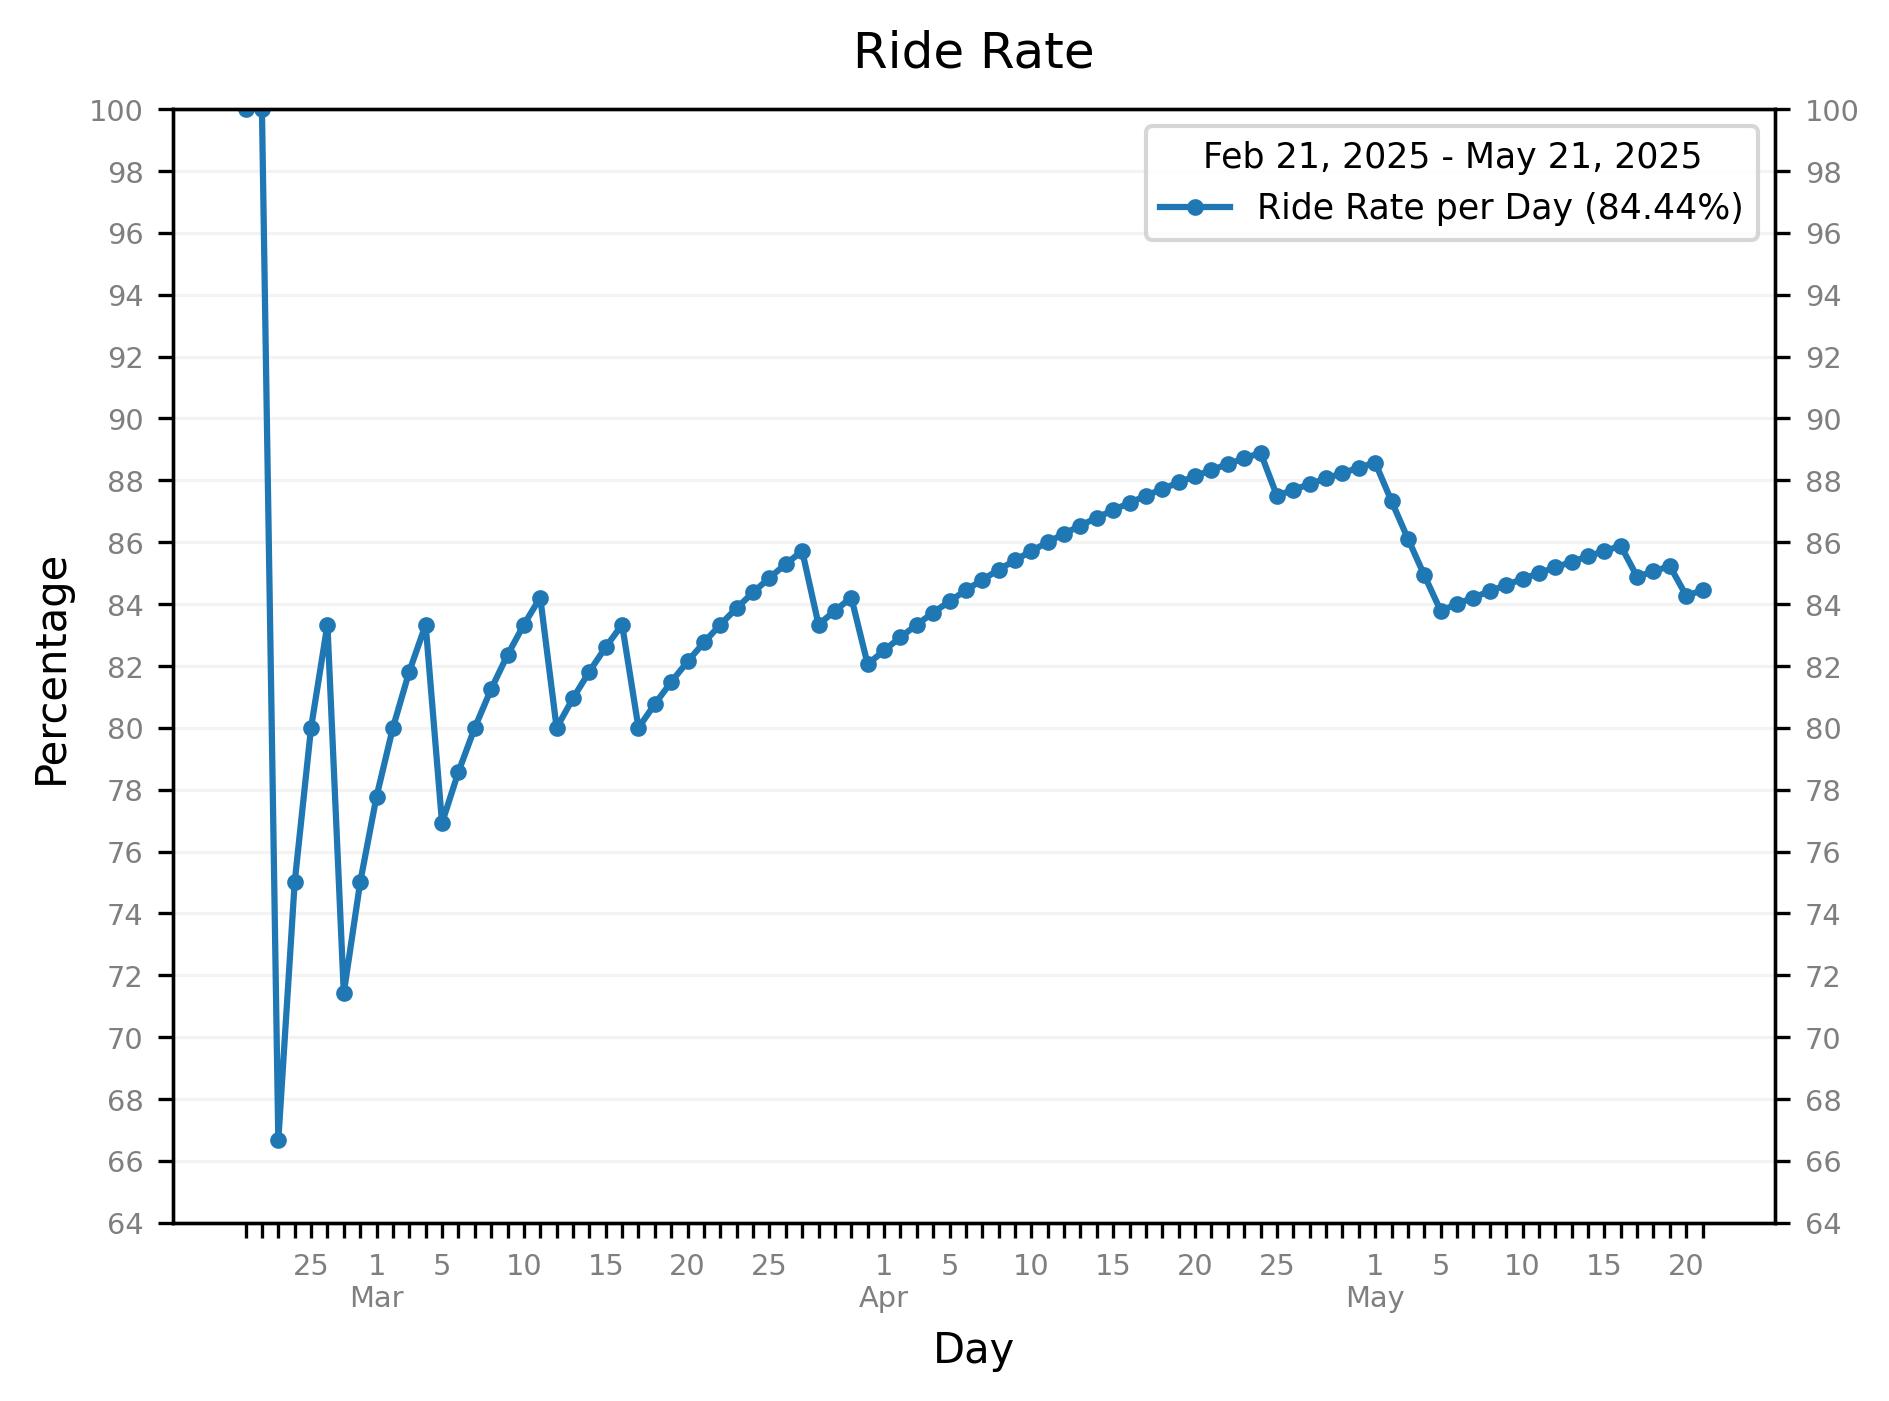 Ride Rate
Feb 21, 2025 - May 21, 2025
Ride Rate per Day (84.44%)
Percentage
100 100
98 98
96 96
94 94
92 92
90 90
88 88
86 86
84 84
82 82
80 80
78 78
76 76
74 74
72 72
70 70
68 68
66 66
64 64
25 1 5 10 15 20 25 1 5 10 15 20 25 1 5 10 15 20
Mar Apr May
Day